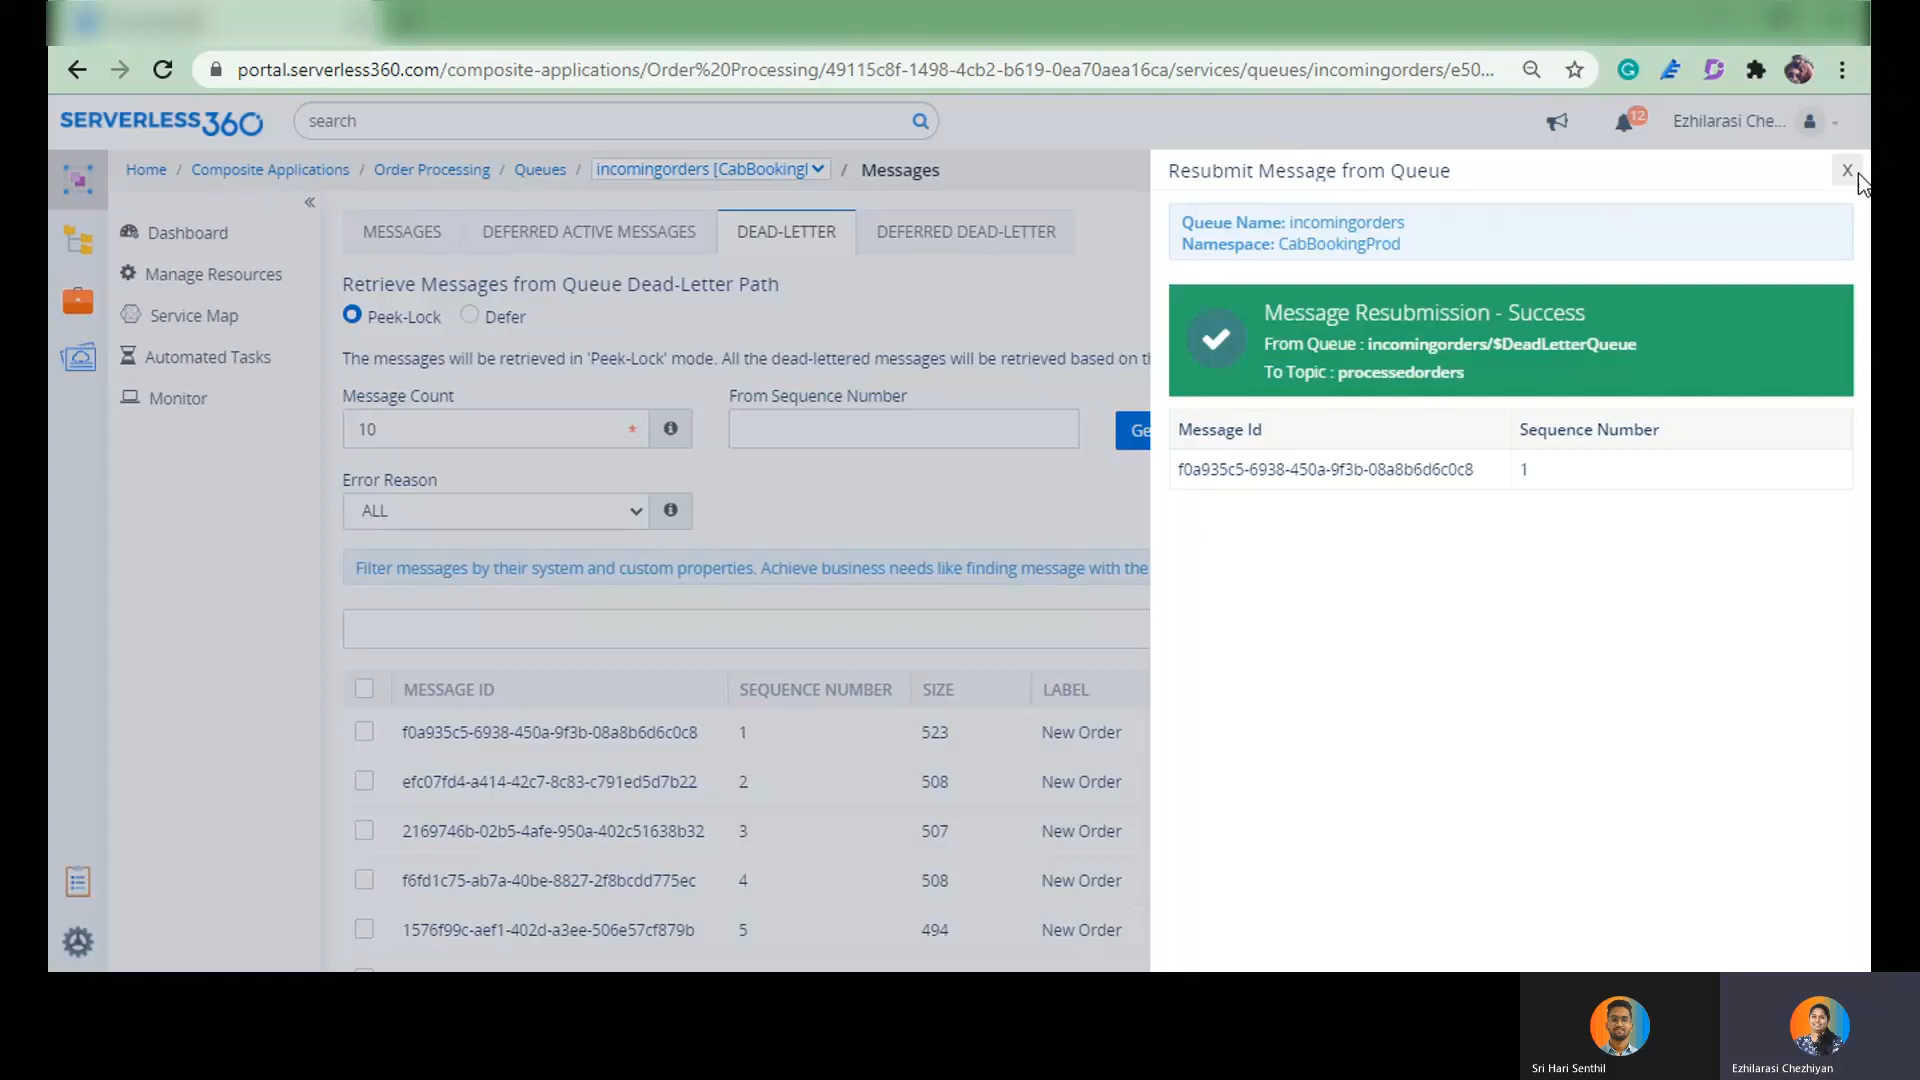 portal.serverless360.com/composite-applications/Order%20Processing/49115c8f-1498-4cb2-b619-0ea70aea16ca/services/queues/incomingorders/e50...
SERVERLESS360
search
12
Ezhilarasi Che...
Home / Composite Applications / Order Processing / Queues / incomingorders [CabBookingl / Messages
Dashboard
Manage Resources
Service Map
Automated Tasks
Monitor
MESSAGES
DEFERRED ACTIVE MESSAGES
DEAD-LETTER
DEFERRED DEAD-LETTER
Retrieve Messages from Queue Dead-Letter Path
Peek-Lock
Defer
The messages will be retrieved in 'Peek-Lock' mode. All the dead-lettered messages will be retrieved based on th
Message Count
From Sequence Number
10 *
Ge
Error Reason
ALL
Filter messages by their system and custom properties. Achieve business needs like finding message with the
MESSAGE ID SEQUENCE NUMBER SIZE LABEL
f0a935c5-6938-450a-9f3b-08a8b6d6c0c8 1 523 New Order
efc07fd4-a414-42c7-8c83-c791ed5d7b22 2 508 New Order
2169746b-02b5-4afe-950a-402c51638b32 3 507 New Order
f6fd1c75-ab7a-40be-8827-2f8bcdd775ec 4 508 New Order
1576f99c-aef1-402d-a3ee-506e57cf879b 5 494 New Order
Resubmit Message from Queue
X
Queue Name: incomingorders
Namespace: CabBookingProd
Message Resubmission - Success
From Queue : incomingorders/$DeadLetterQueue
To Topic : processedorders
Message Id Sequence Number
f0a935c5-6938-450a-9f3b-08a8b6d6c0c8 1
Sri Hari Senthil
Ezhilarasi Chezhiyan